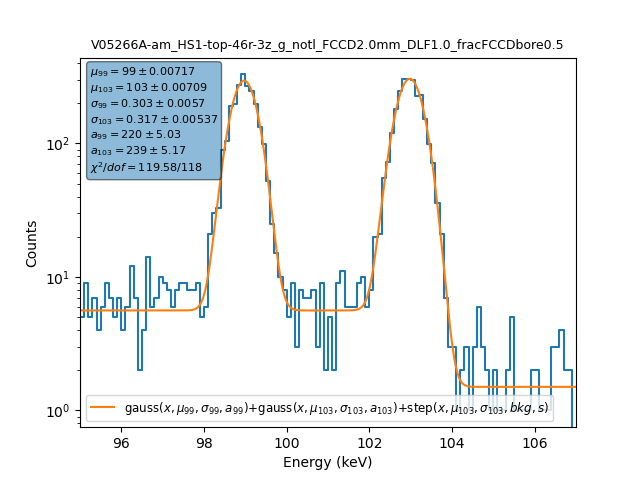 V05266A-am_HS1-top-46r-3z_g_notl_FCCD2.0mm_DLF1.0_fracFCCDbore0.5
μ₉₉ = 99 ± 0.00717
μ₁₀₃ = 103 ± 0.00709
σ₉₉ = 0.303 ± 0.0057
σ₁₀₃ = 0.317 ± 0.00537
a₉₉ = 220 ± 5.03
a₁₀₃ = 239 ± 5.17
χ²/dof = 119.58/118
Counts
10²
10¹
10⁰
gauss(x, μ₉₉, σ₉₉, a₉₉)+gauss(x, μ₁₀₃, σ₁₀₃, a₁₀₃)+step(x, μ₁₀₃, σ₁₀₃, bkg, s)
96 98 100 102 104 106
Energy (keV)